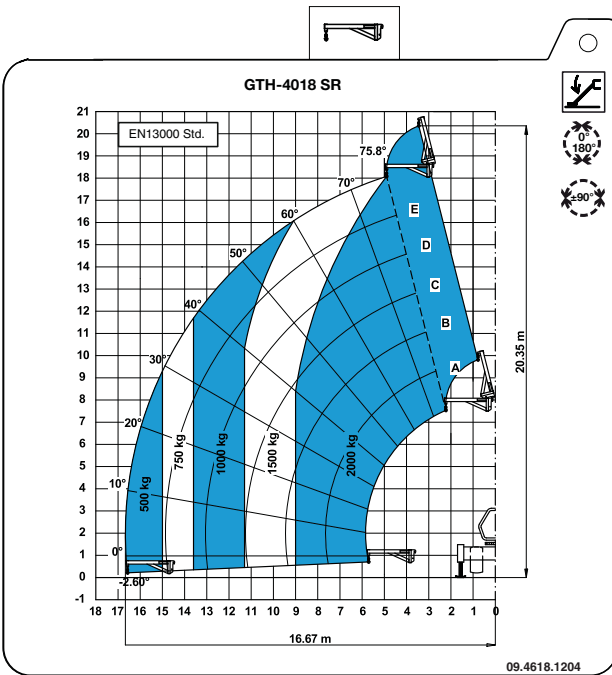 GTH-4018 SR
EN13000 Std.
0°
180°
±90°
21
20
19
18
17
16
15
14
13
12
11
10
9
8
7
6
5
4
3
2
1
0
-1
75.8°
70°
60°
50°
40°
30°
20°
10°
0°
-2.60°
E
D
C
B
A
500 kg
750 kg
1000 kg
1500 kg
2000 kg
20.35 m
18 17 16 15 14 13 12 11 10 9 8 7 6 5 4 3 2 1 0
16.67 m
09.4618.1204